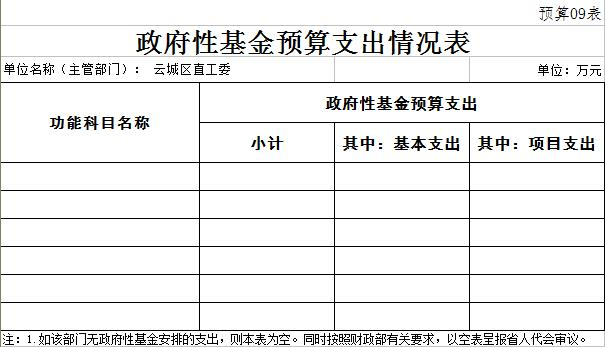 预算09表
政府性基金预算支出情况表
单位名称（主管部门）： 云城区直工委 单位：万元
功能科目名称 政府性基金预算支出
小计 其中：基本支出 其中：项目支出
注：1.如该部门无政府性基金安排的支出，则本表为空。同时按照财政部有关要求，以空表呈报省人代会审议。